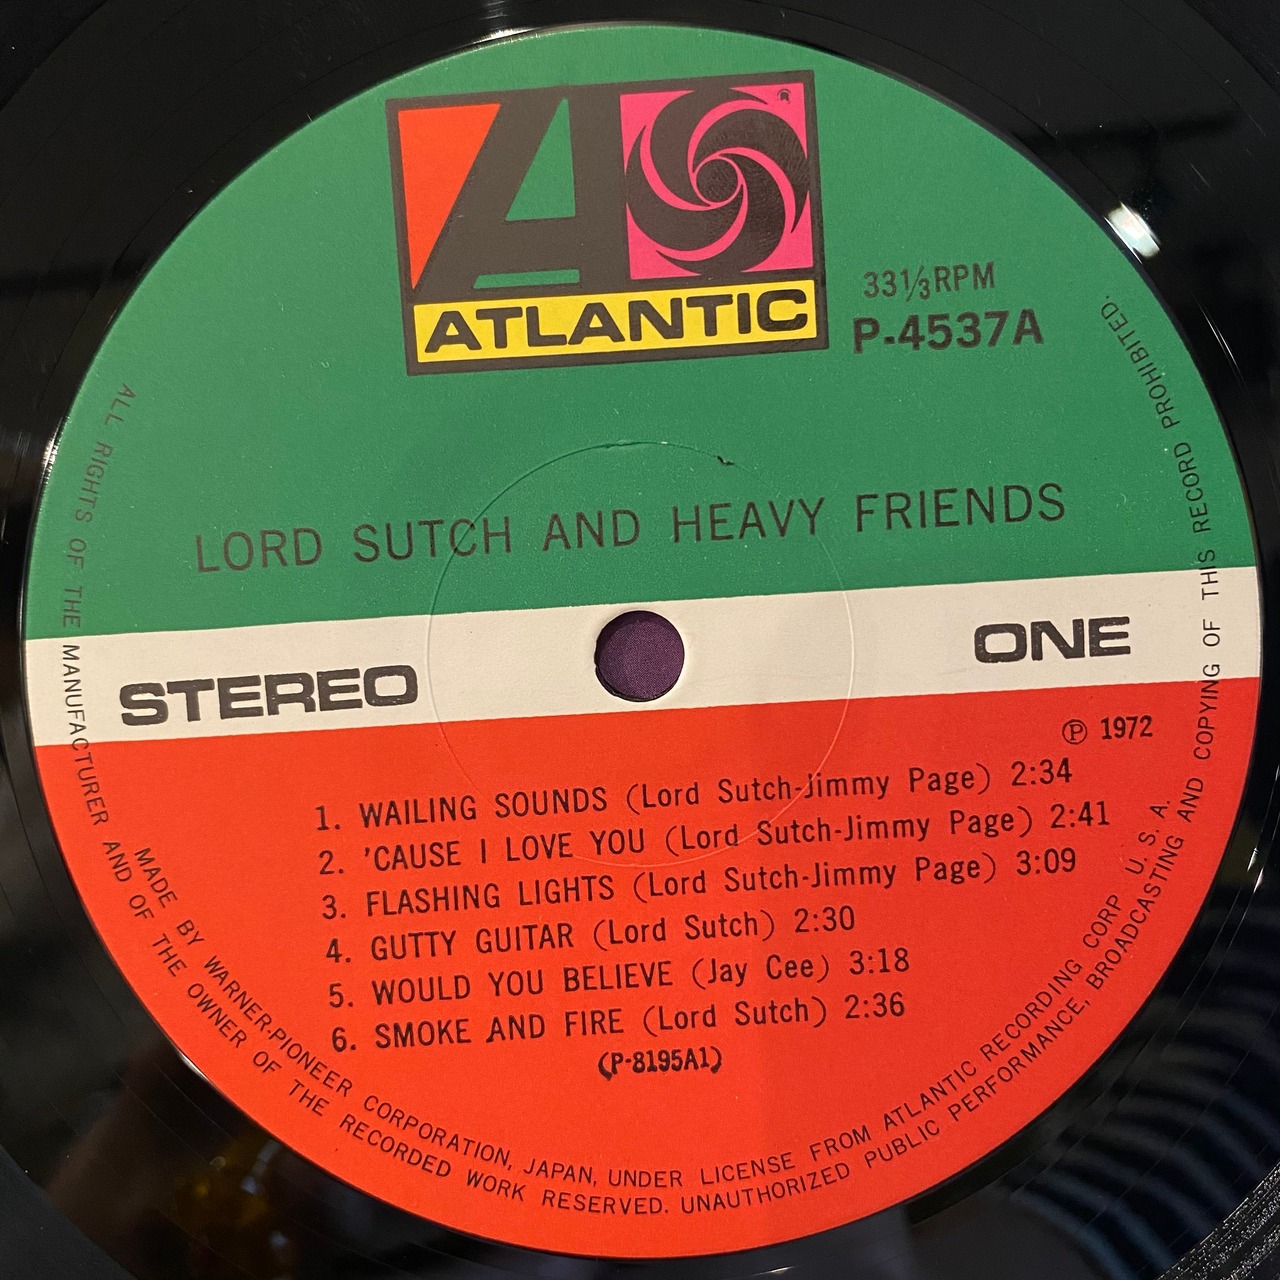 ATLANTIC
33⅓RPM
P-4537A
LORD SUTCH AND HEAVY FRIENDS
STEREO
ONE
℗ 1972
1. WAILING SOUNDS (Lord Sutch-Jimmy Page) 2:34
2. 'CAUSE I LOVE YOU (Lord Sutch-Jimmy Page) 2:41
3. FLASHING LIGHTS (Lord Sutch-Jimmy Page) 3:09
4. GUTTY GUITAR (Lord Sutch) 2:30
5. WOULD YOU BELIEVE (Jay Cee) 3:18
6. SMOKE AND FIRE (Lord Sutch) 2:36
(P-8195A1)
MADE BY WARNER-PIONEER CORPORATION, JAPAN, UNDER LICENSE FROM ATLANTIC RECORDING CORP. U. S. A.
ALL RIGHTS OF THE MANUFACTURER AND OF THE OWNER OF THE RECORDED WORK RESERVED. UNAUTHORIZED PUBLIC PERFORMANCE, BROADCASTING AND COPYING OF THIS RECORD PROHIBITED.